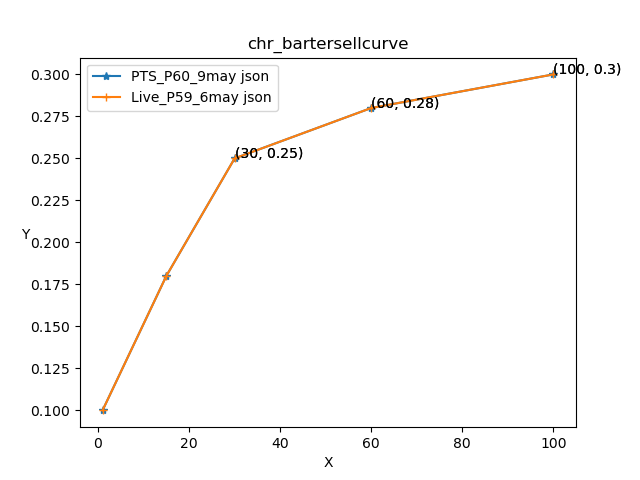 chr_bartersellcurve
PTS_P60_9may json
Live_P59_6may json
(100, 0.3)
(60, 0.28)
(30, 0.25)
0.300
0.275
0.250
0.225
0.200
0.175
0.150
0.125
0.100
Y
0 20 40 60 80 100
X